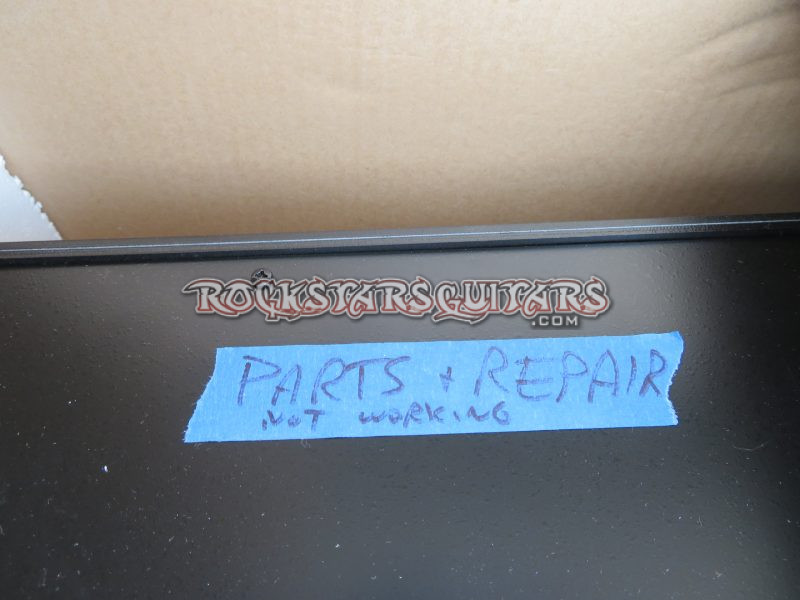 ROCKSTARSGUITARS
.COM
PARTS + REPAIR
NOT WORKING